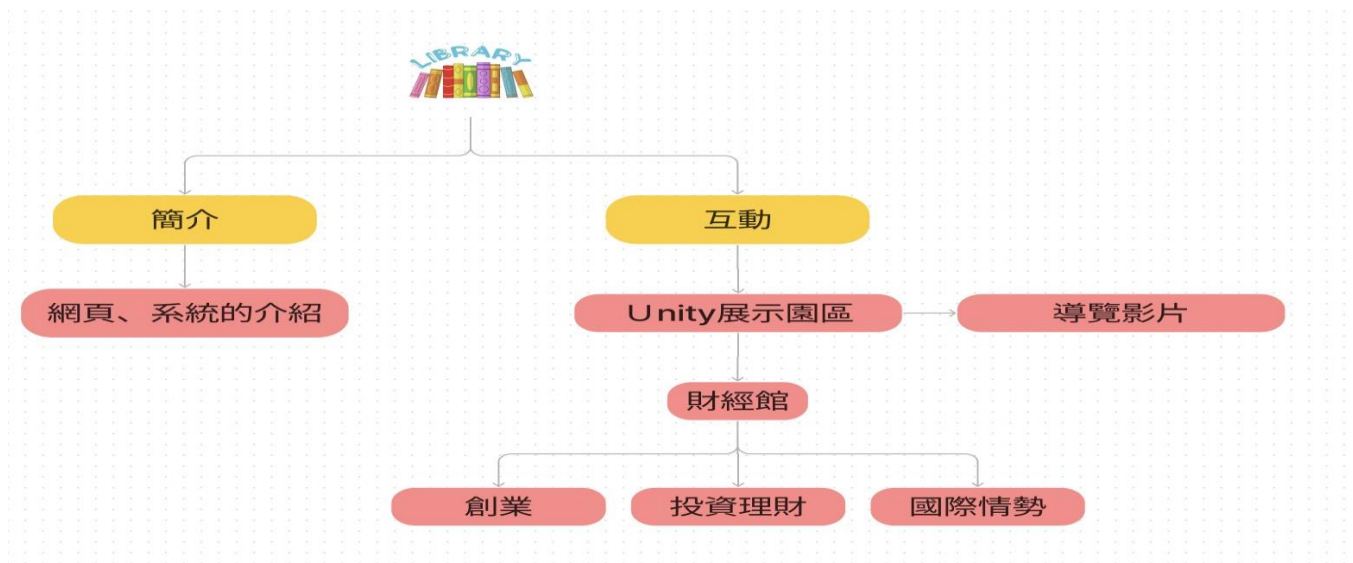 LIBRARY
簡介
互動
網頁、系統的介紹
Unity展示園區
導覽影片
財經館
創業
投資理財
國際情勢